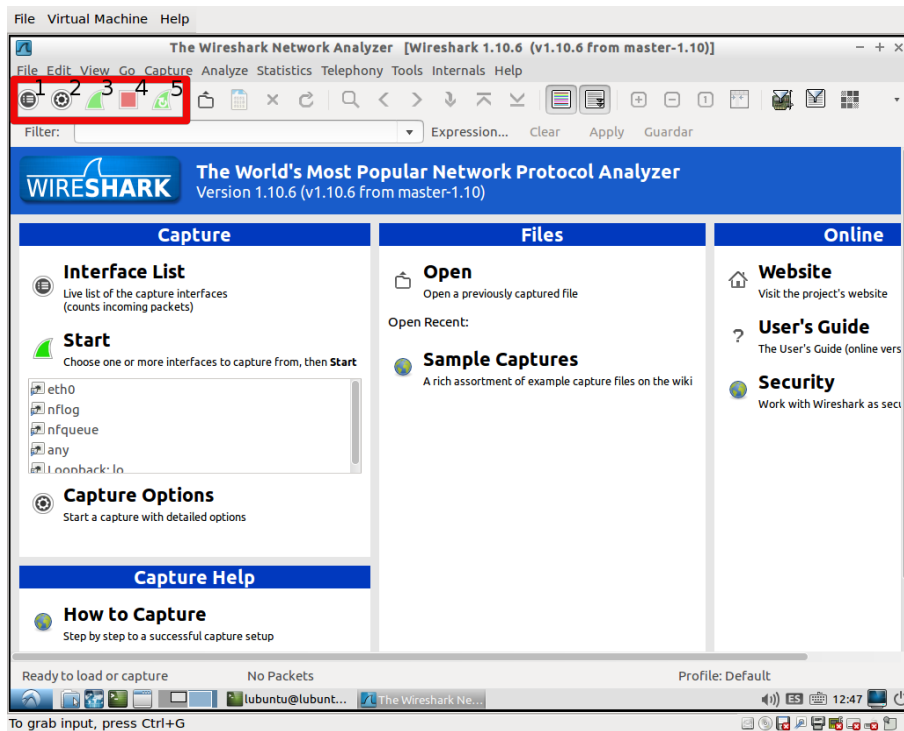 File Virtual Machine Help
The Wireshark Network Analyzer [Wireshark 1.10.6 (v1.10.6 from master-1.10)]
File Edit View Go Capture Analyze Statistics Telephony Tools Internals Help
1 2 3 4 5
Filter: Expression... Clear Apply Guardar
WIRESHARK
The World's Most Popular Network Protocol Analyzer
Version 1.10.6 (v1.10.6 from master-1.10)
Capture
Interface List
Live list of the capture interfaces
(counts incoming packets)
Start
Choose one or more interfaces to capture from, then Start
eth0
nflog
nfqueue
any
Loopback: lo
Capture Options
Start a capture with detailed options
Capture Help
How to Capture
Step by step to a successful capture setup
Files
Open
Open a previously captured file
Open Recent:
Sample Captures
A rich assortment of example capture files on the wiki
Online
Website
Visit the project's website
User's Guide
The User's Guide (online vers
Security
Work with Wireshark as secu
Ready to load or capture No Packets Profile: Default
lubuntu@lubunt... The Wireshark Ne... ES 12:47
To grab input, press Ctrl+G